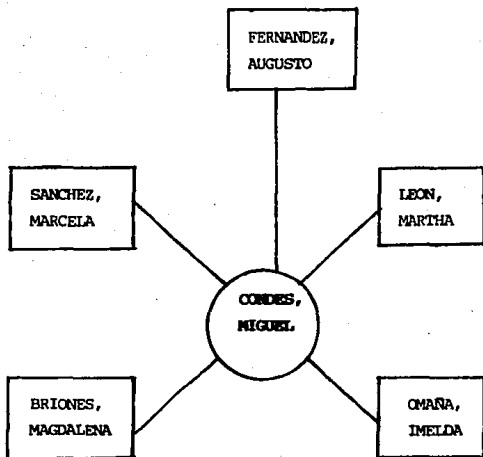 FERNANDEZ,
AUGUSTO
SANCHEZ,
MARCELA
LEON,
MARTHA
CONDES,
MIGUEL
BRIONES,
MAGDALENA
OMAÑA,
IMELDA